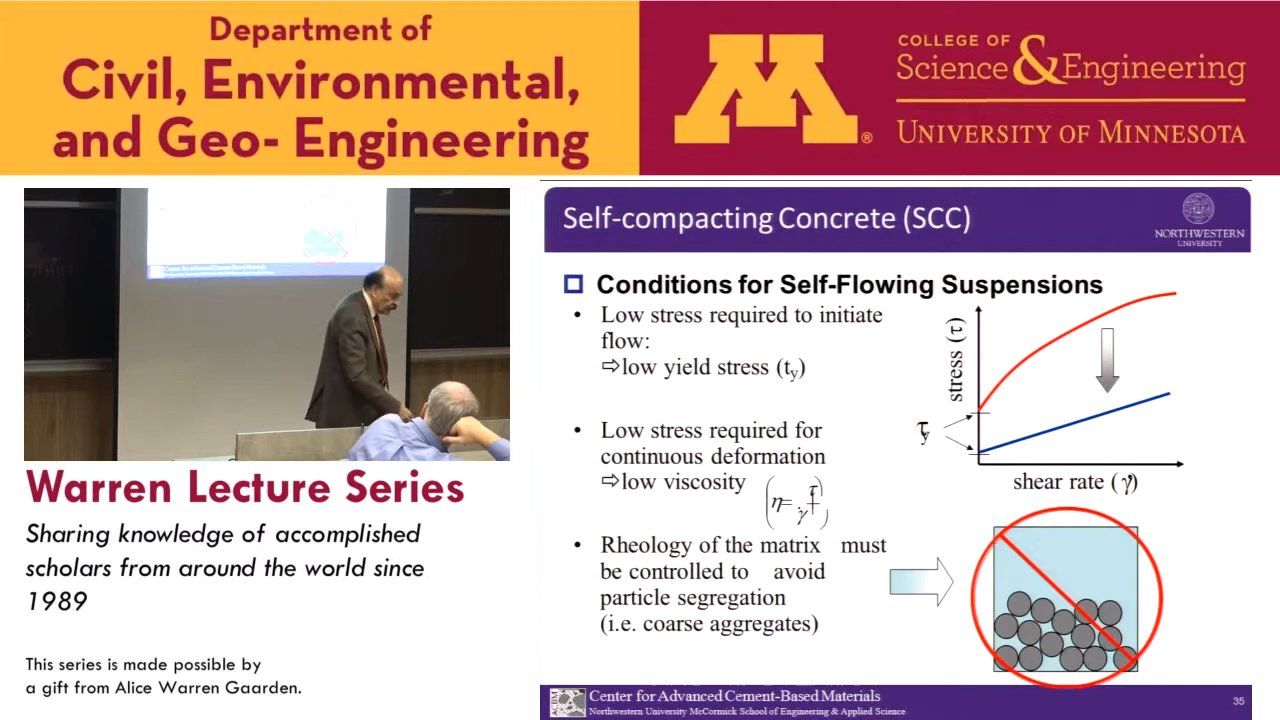 Department of
Civil, Environmental,
and Geo- Engineering
M®
COLLEGE OF
Science & Engineering
UNIVERSITY OF MINNESOTA
Warren Lecture Series
Sharing knowledge of accomplished
scholars from around the world since
1989
This series is made possible by
a gift from Alice Warren Gaarden.
Self-compacting Concrete (SCC)
NORTHWESTERN
UNIVERSITY
Conditions for Self-Flowing Suspensions
• Low stress required to initiate
flow:
⇨low yield stress (ty)
• Low stress required for
continuous deformation
⇨low viscosity
• Rheology of the matrix must
be controlled to avoid
particle segregation
(i.e. coarse aggregates)
stress (τ)
τy
shear rate (γ̇)
Center for Advanced Cement-Based Materials
Northwestern University McCormick School of Engineering & Applied Science
35